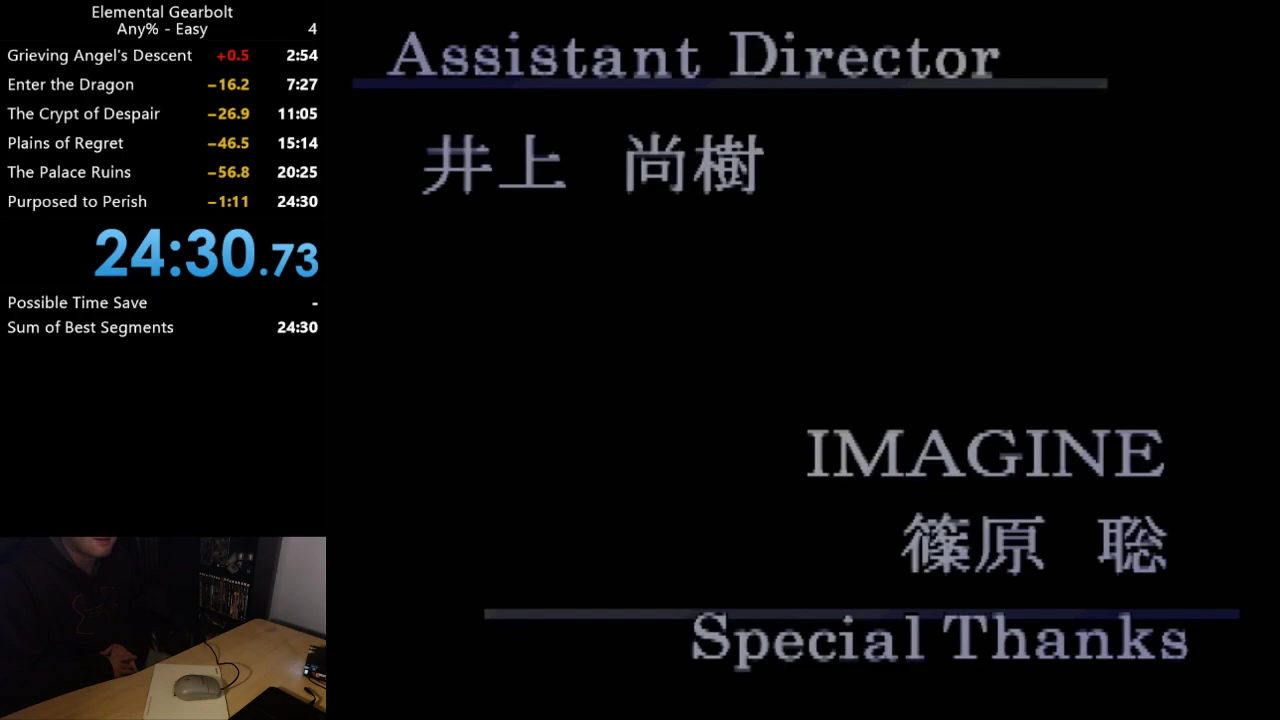 Elemental Gearbolt
Any% - Easy 4
Grieving Angel's Descent +0.5 2:54
Enter the Dragon −16.2 7:27
The Crypt of Despair −26.9 11:05
Plains of Regret −46.5 15:14
The Palace Ruins −56.8 20:25
Purposed to Perish −1:11 24:30
24:30.73
Possible Time Save -
Sum of Best Segments 24:30
Assistant Director
井上 尚樹
IMAGINE
篠原 聡
Special Thanks